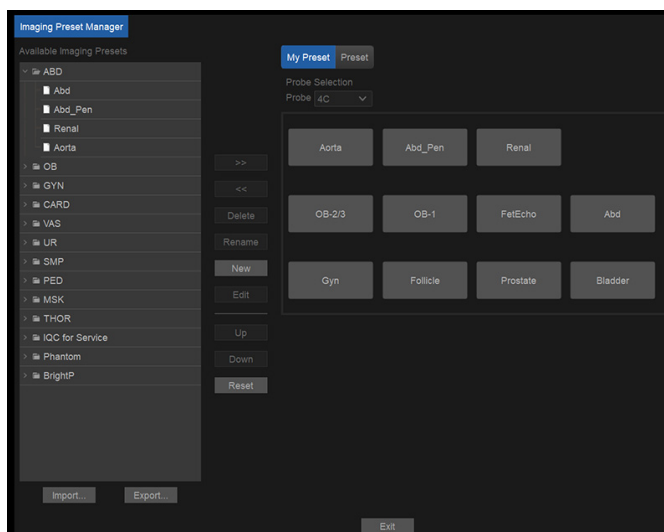 Imaging Preset Manager
Available Imaging Presets
ABD
Abd
Abd_Pen
Renal
Aorta
OB
GYN
CARD
VAS
UR
SMP
PED
MSK
THOR
IQC for Service
Phantom
BrightP
Import...
Export...
>>
<<
Delete
Rename
New
Edit
Up
Down
Reset
My Preset
Preset
Probe Selection
Probe 4C
Aorta
Abd_Pen
Renal
OB-2/3
OB-1
FetEcho
Abd
Gyn
Follicle
Prostate
Bladder
Exit